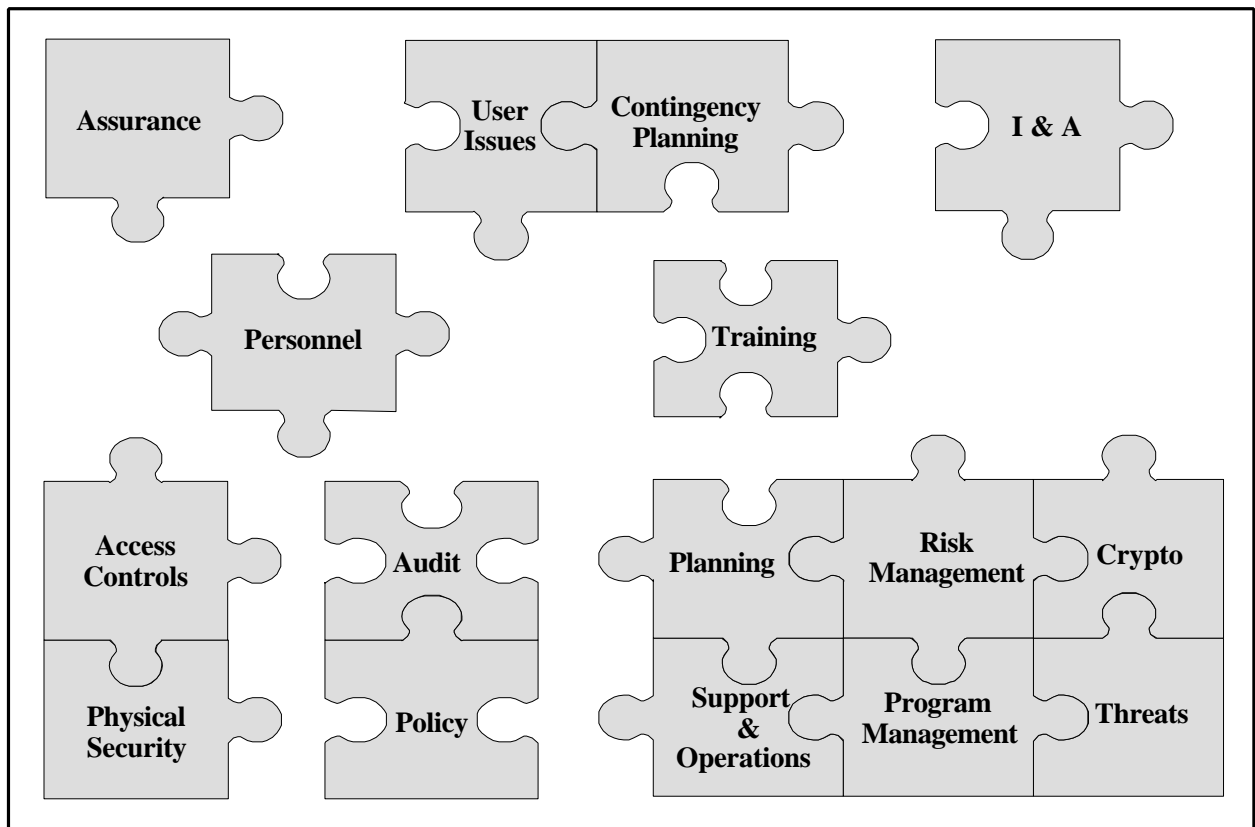 Assurance
User
Issues
Contingency
Planning
I & A
Personnel
Training
Access
Controls
Audit
Planning
Risk
Management
Crypto
Physical
Security
Policy
Support
&
Operations
Program
Management
Threats